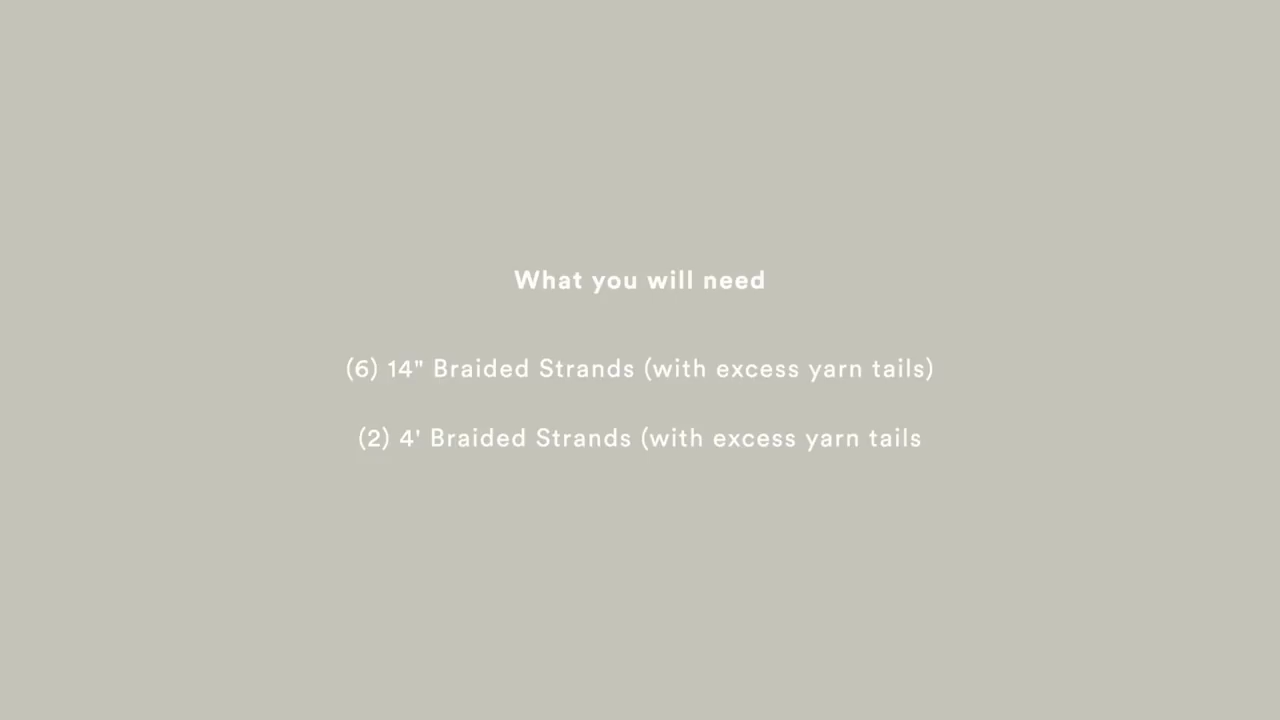 What you will need
(6) 14" Braided Strands (with excess yarn tails)
(2) 4' Braided Strands (with excess yarn tails